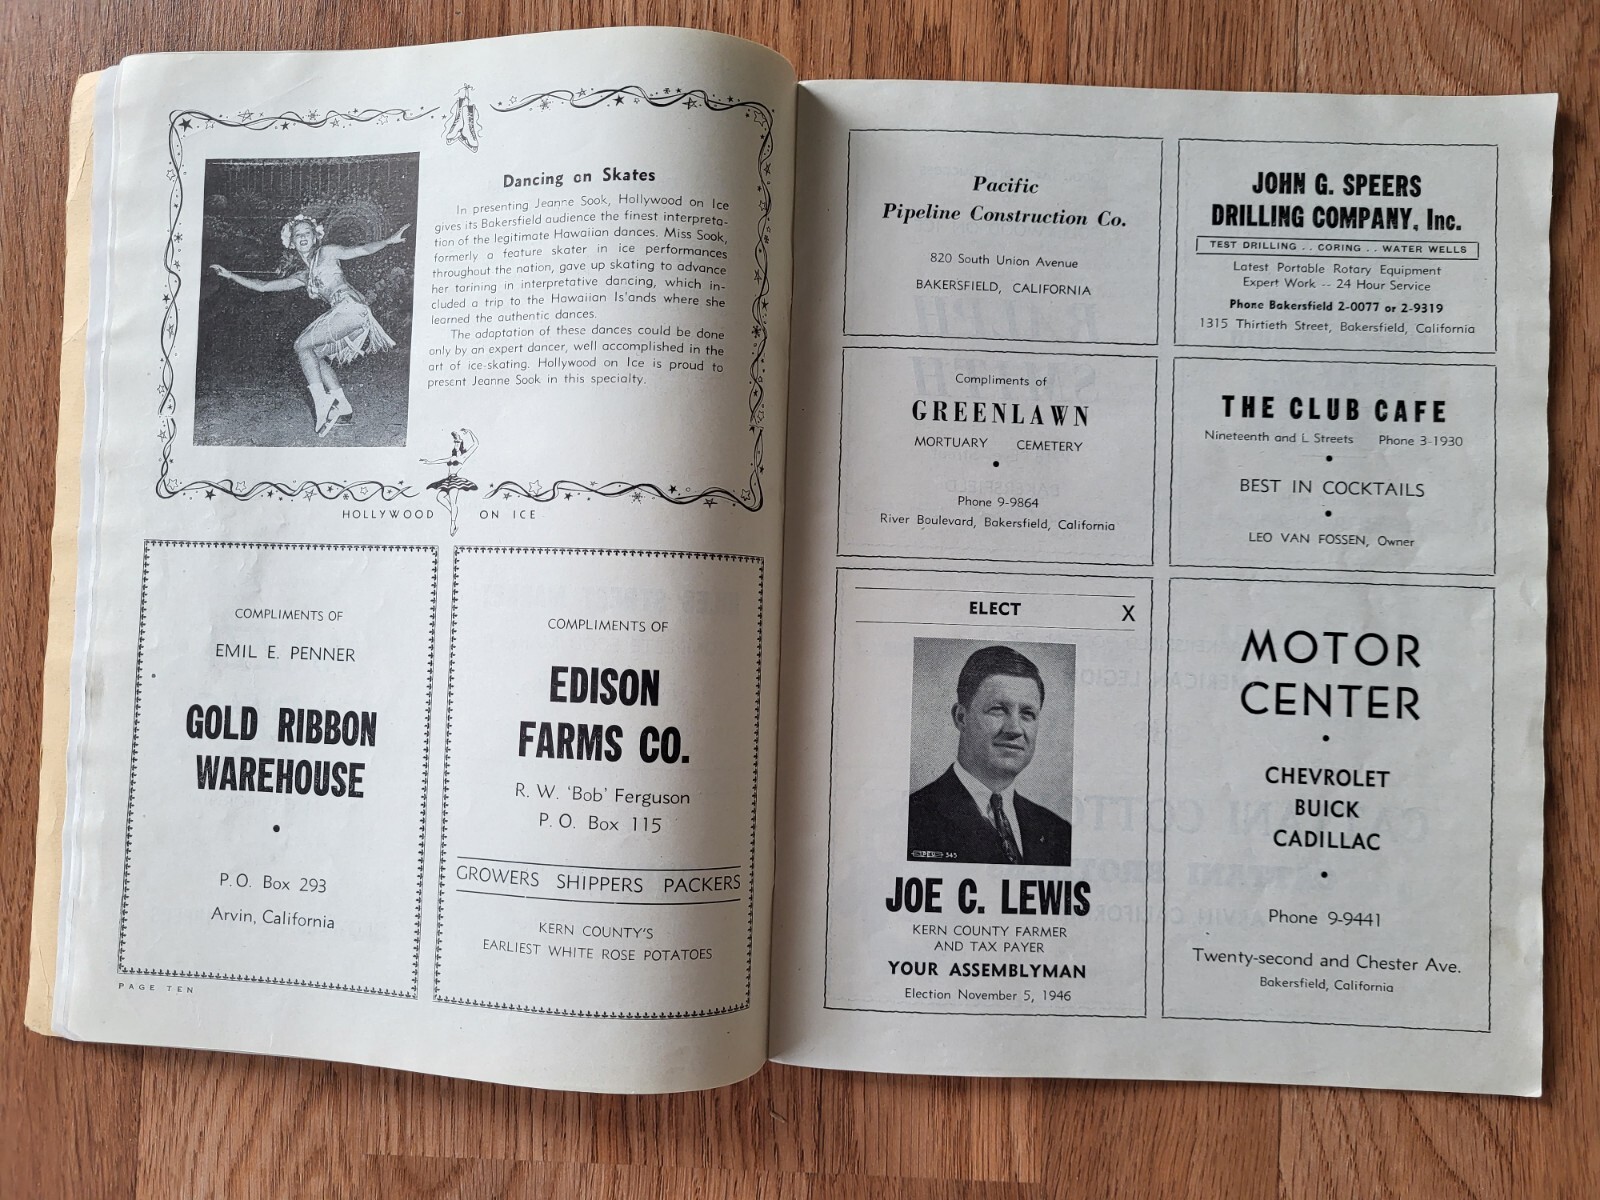 Dancing on Skates
In presenting Jeanne Sook, Hollywood on Ice
gives its Bakersfield audience the finest interpreta-
tion of the legitimate Hawaiian dances. Miss Sook,
formerly a feature skater in ice performances
throughout the nation, gave up skating to advance
her tarining in interpretative dancing, which in-
cluded a trip to the Hawaiian Is'ands where she
learned the authentic dances.
The adaptation of these dances could be done
only by an expert dancer, well accomplished in the
art of ice-skating. Hollywood on Ice is proud to
present Jeanne Sook in this specialty.
HOLLYWOOD ON ICE
COMPLIMENTS OF
EMIL E. PENNER
GOLD RIBBON
WAREHOUSE
•
P.O. Box 293
Arvin, California
COMPLIMENTS OF
EDISON
FARMS CO.
R. W. 'Bob' Ferguson
P. O. Box 115
GROWERS SHIPPERS PACKERS
KERN COUNTY'S
EARLIEST WHITE ROSE POTATOES
PAGE TEN
Pacific
Pipeline Construction Co.
820 South Union Avenue
BAKERSFIELD, CALIFORNIA
JOHN G. SPEERS
DRILLING COMPANY, Inc.
TEST DRILLING . . CORING . . WATER WELLS
Latest Portable Rotary Equipment
Expert Work -- 24 Hour Service
Phone Bakersfield 2-0077 or 2-9319
1315 Thirtieth Street, Bakersfield, California
Compliments of
GREENLAWN
MORTUARY CEMETERY
•
Phone 9-9864
River Boulevard, Bakersfield, California
THE CLUB CAFE
Nineteenth and L Streets Phone 3-1930
•
BEST IN COCKTAILS
•
LEO VAN FOSSEN, Owner
ELECT X
JOE C. LEWIS
KERN COUNTY FARMER
AND TAX PAYER
YOUR ASSEMBLYMAN
Election November 5, 1946
MOTOR
CENTER
•
CHEVROLET
BUICK
CADILLAC
•
Phone 9-9441
Twenty-second and Chester Ave.
Bakersfield, California